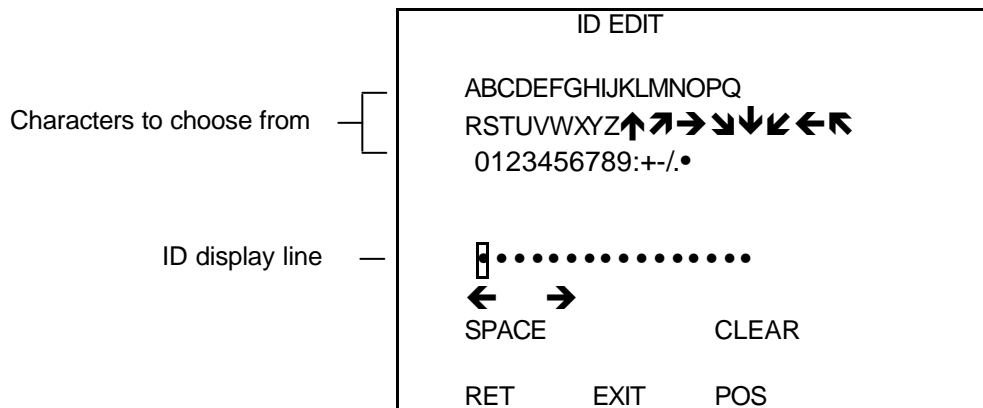 ID EDIT
ABCDEFGHIJKLMNOPQ
Characters to choose from
RSTUVWXYZ↑↗→↘↓↙←↖
0123456789:+-/.•
ID display line
••••••••••••••••
← →
SPACE CLEAR
RET EXIT POS